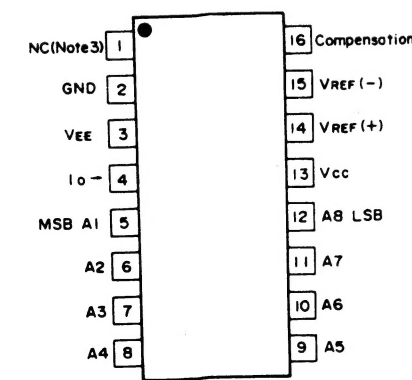 NC(Note3) 1
GND 2
VEE 3
Io→ 4
MSB A1 5
A2 6
A3 7
A4 8
16 Compensation
15 VREF (-)
14 VREF (+)
13 Vcc
12 A8 LSB
11 A7
10 A6
9 A5